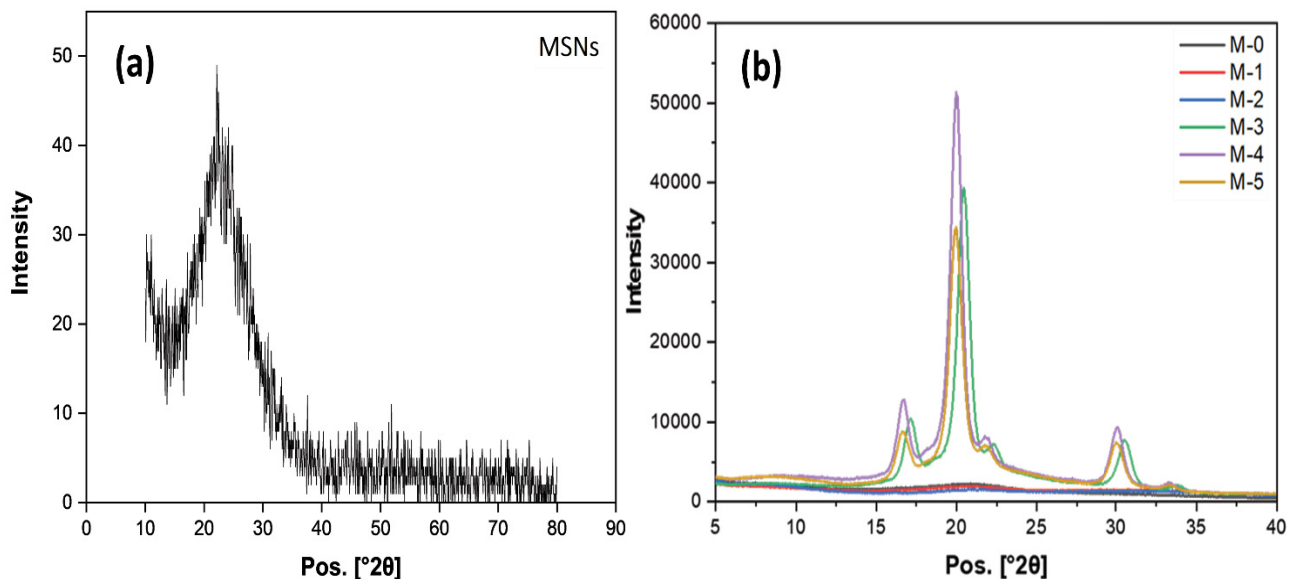 (a)
MSNs
Intensity
50
40
30
20
10
0
0 10 20 30 40 50 60 70 80 90
Pos. [°2θ]
(b)
M-0
M-1
M-2
M-3
M-4
M-5
Intensity
60000
50000
40000
30000
20000
10000
0
5 10 15 20 25 30 35 40
Pos. [°2θ]